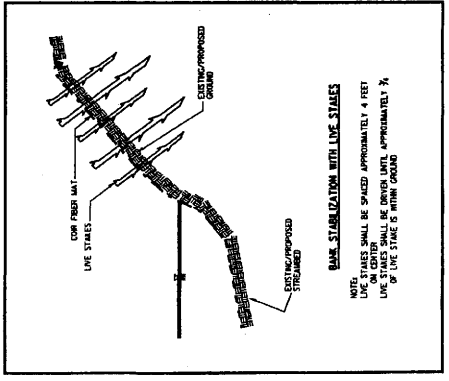 COIR FIBER MAT
LIVE STAKES
EXISTING/PROPOSED
GROUND
EXISTING/PROPOSED
STREAMBED
BANK STABILIZATION WITH LIVE STAKES
NOTE:
LIVE STAKES SHALL BE SPACED APPROXIMATELY 4 FEET
ON CENTER
LIVE STAKES SHALL BE DRIVEN UNTIL APPROXIMATELY ¾
OF LIVE STAKE IS WITHIN GROUND